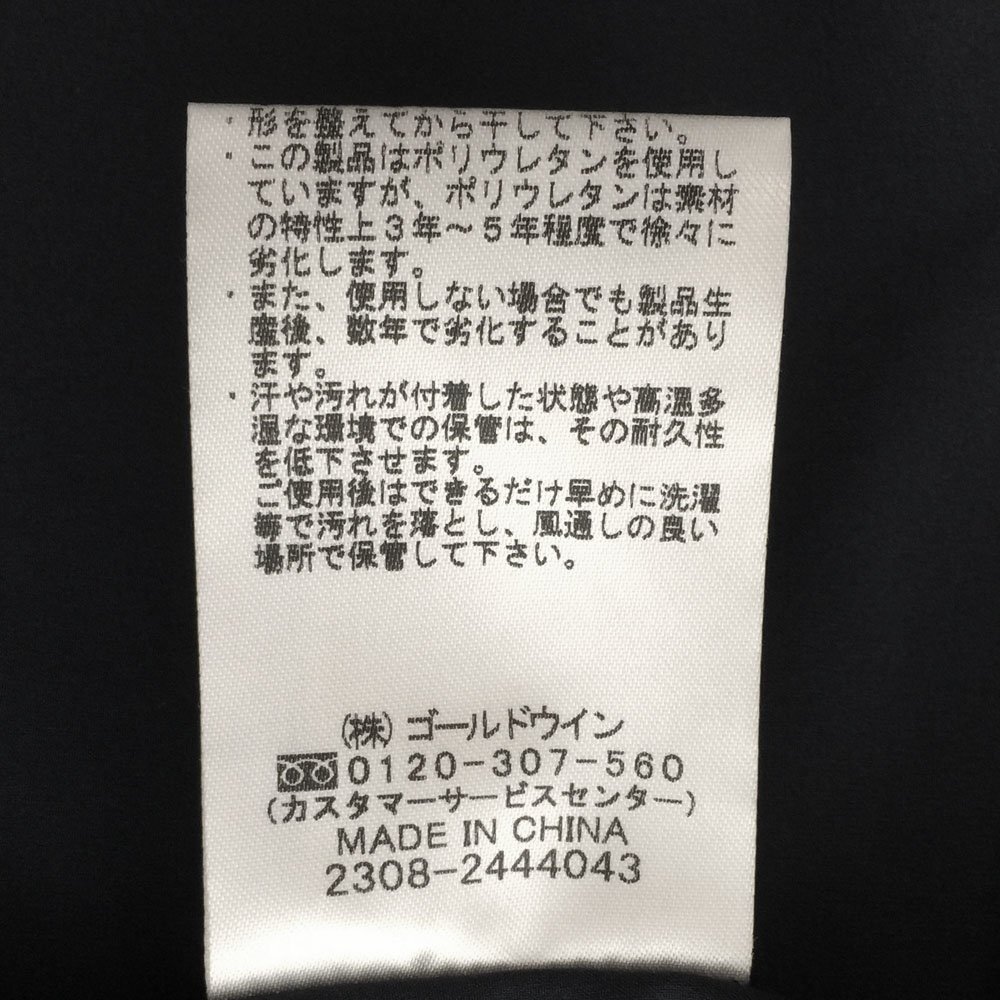 ・形を整えてから干して下さい。
・この製品はポリウレタンを使用し
ていますが、ポリウレタンは素材
の特性上3年～5年程度で徐々に
劣化します。
・また、使用しない場合でも製品生
産後、数年で劣化することがあり
ます。
・汗や汚れが付着した状態や高温多
湿な環境での保管は、その耐久性
を低下させます。
ご使用後はできるだけ早めに洗濯
等で汚れを落とし、風通しの良い
場所で保管して下さい。
(株)ゴールドウイン
0120-307-560
(カスタマーサービスセンター)
MADE IN CHINA
2308-2444043